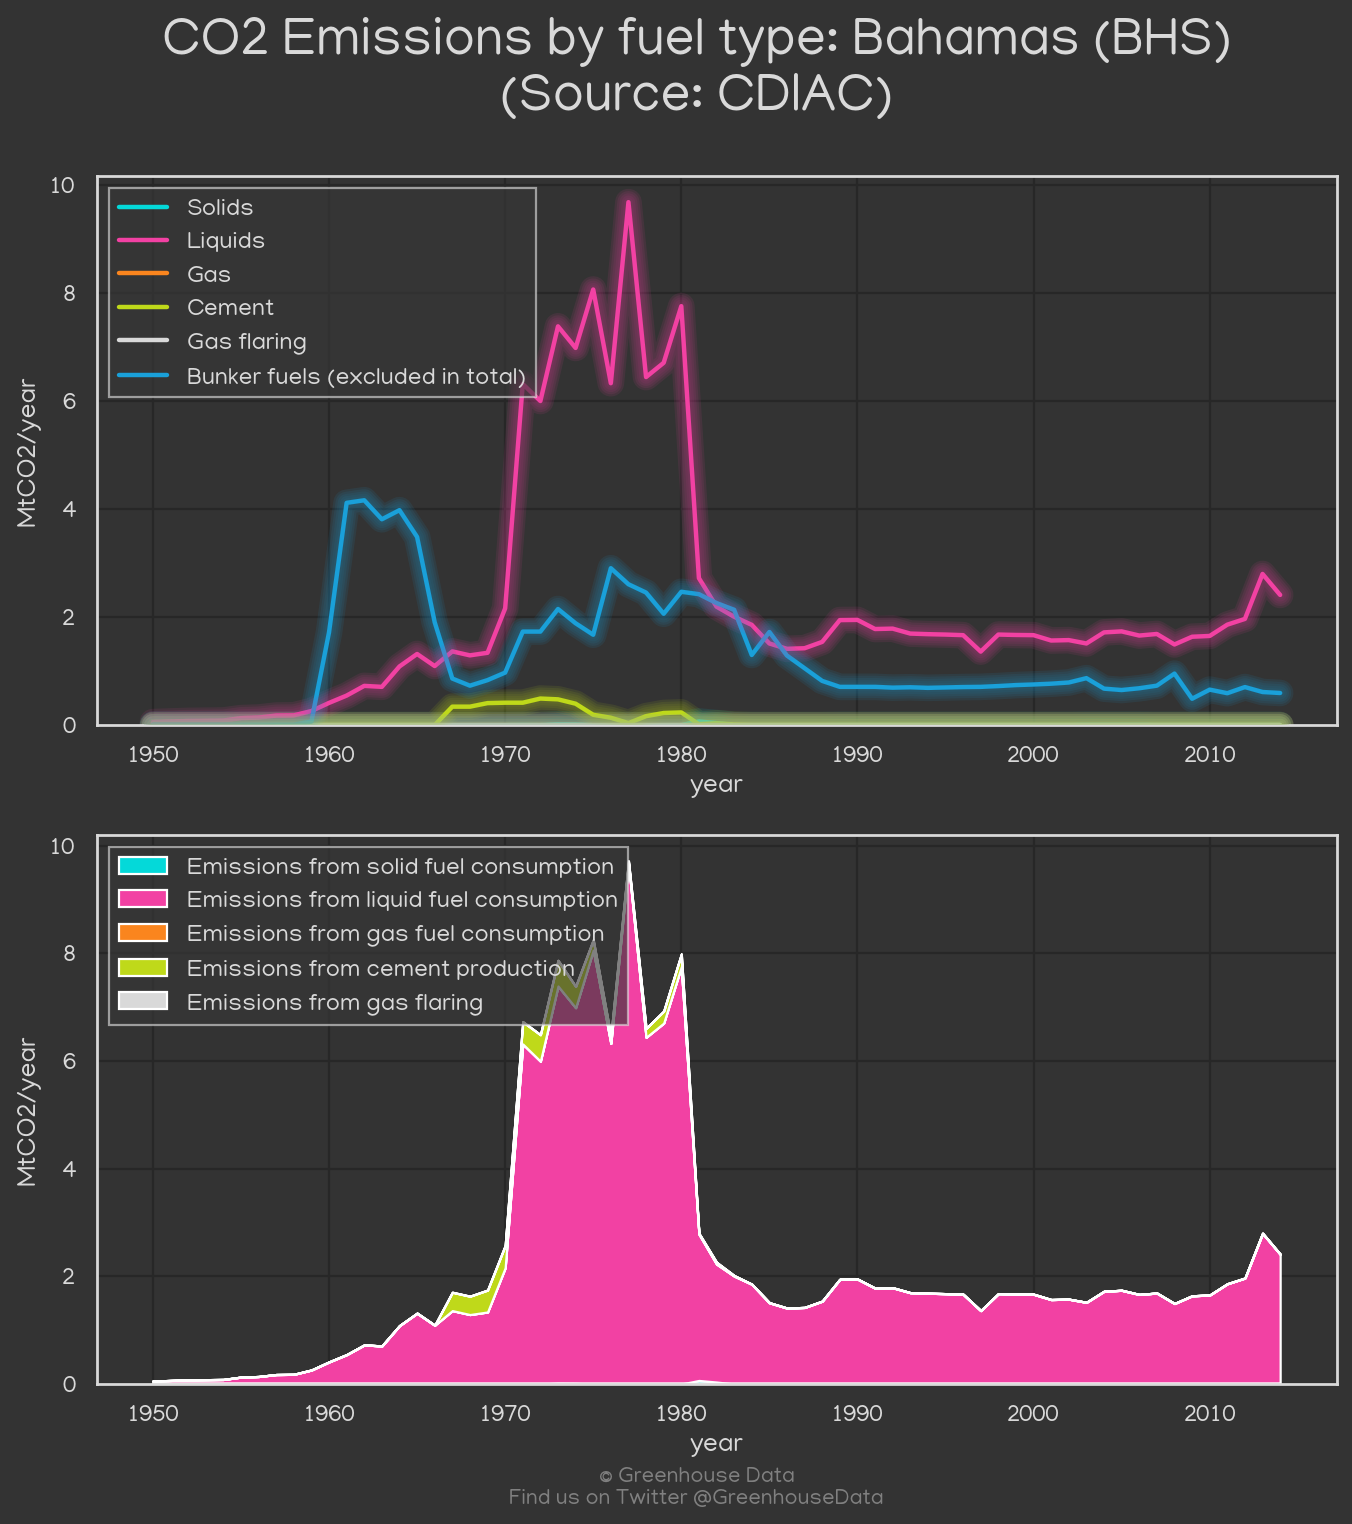 CO2 Emissions by fuel type: Bahamas (BHS)
(Source: CDIAC)
10
8
6
4
2
0
MtCO2/year
Solids
Liquids
Gas
Cement
Gas flaring
Bunker fuels (excluded in total)
1950 1960 1970 1980 1990 2000 2010
year
10
8
6
4
2
0
MtCO2/year
Emissions from solid fuel consumption
Emissions from liquid fuel consumption
Emissions from gas fuel consumption
Emissions from cement production
Emissions from gas flaring
1950 1960 1970 1980 1990 2000 2010
year
© Greenhouse Data
Find us on Twitter @GreenhouseData